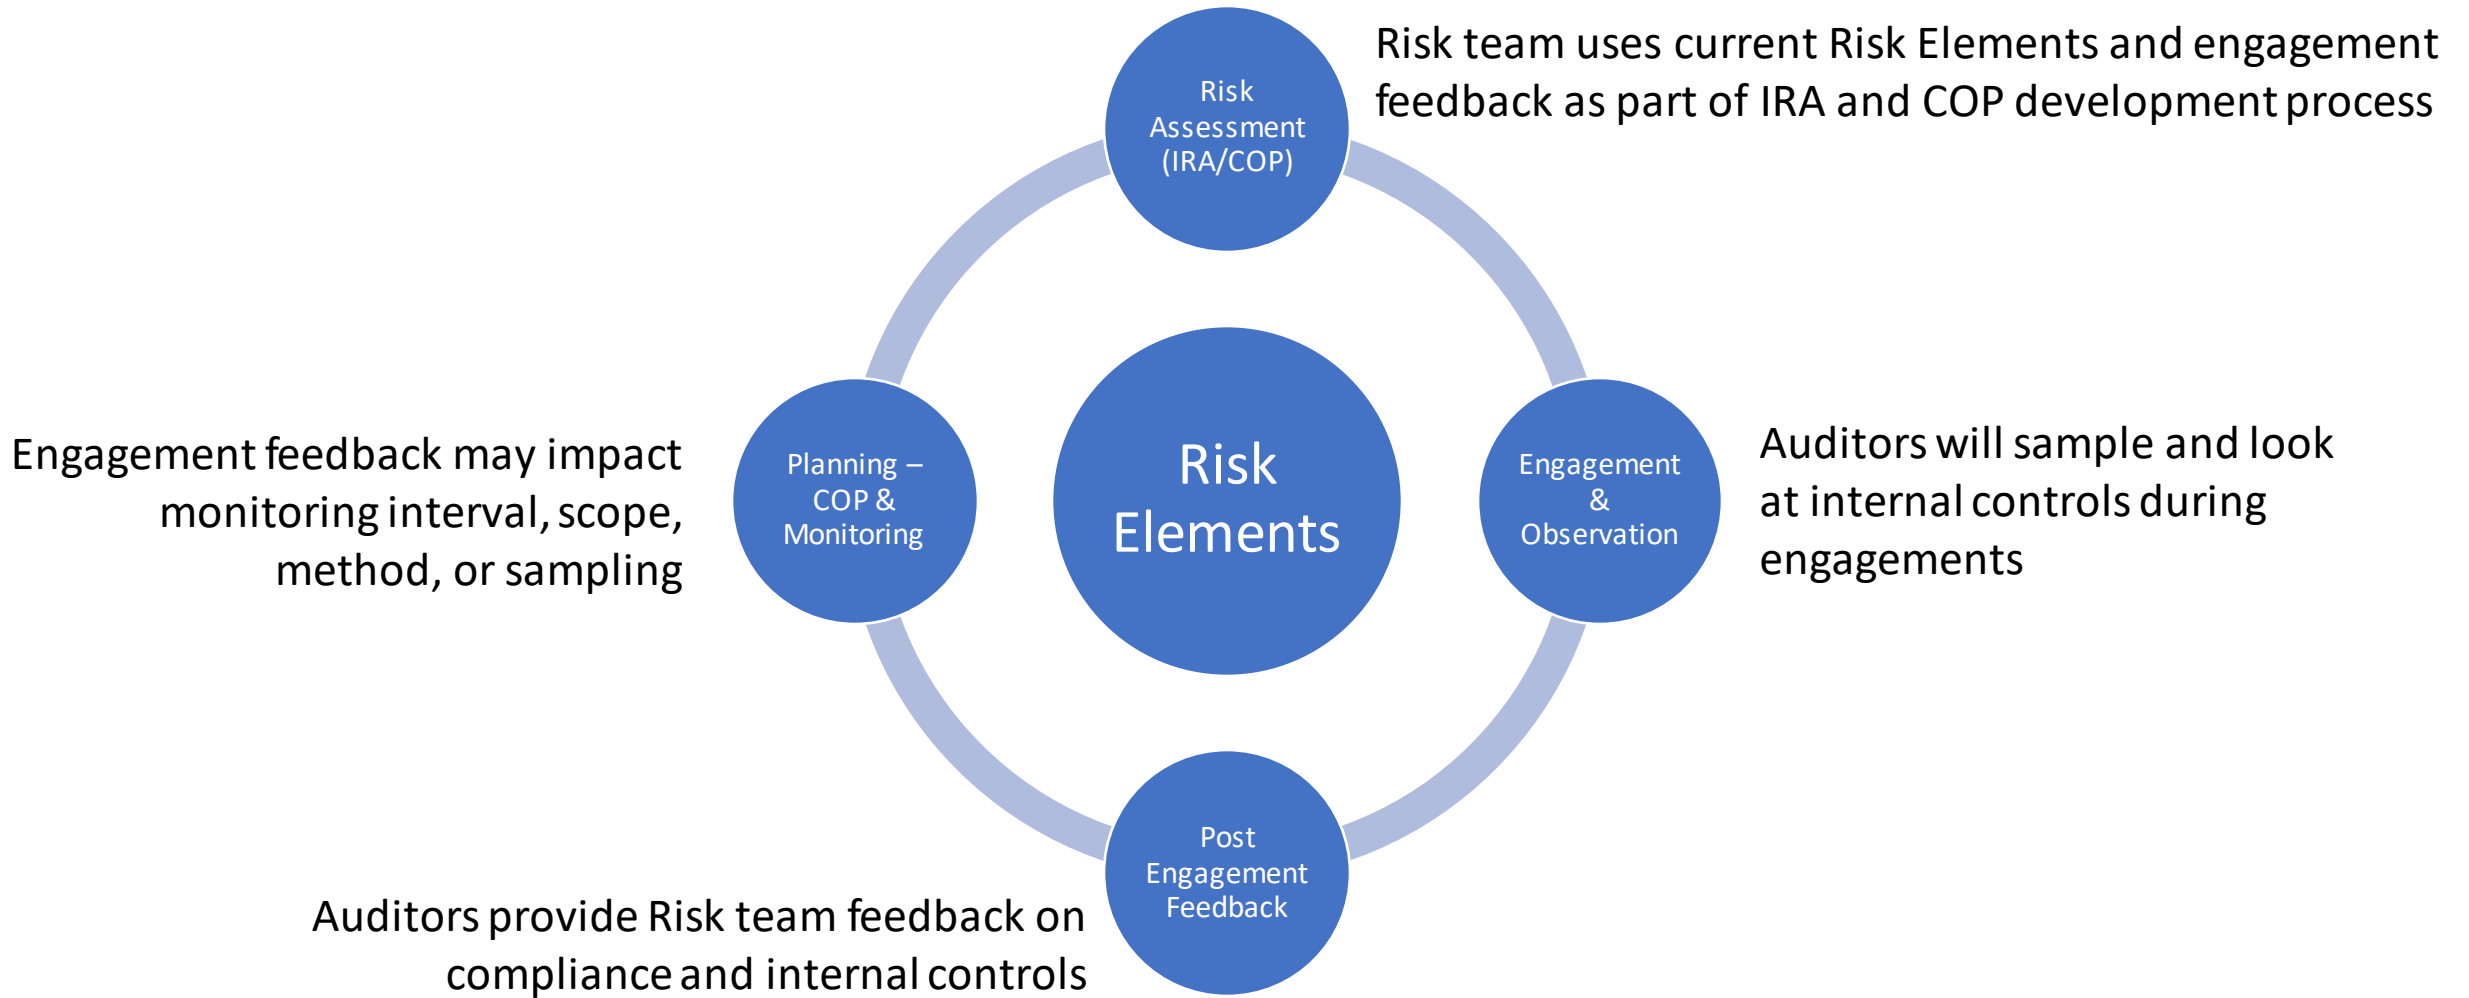 Risk
Assessment
(IRA/COP)
Risk team uses current Risk Elements and engagement
feedback as part of IRA and COP development process
Engagement
&
Observation
Auditors will sample and look
at internal controls during
engagements
Post
Engagement
Feedback
Auditors provide Risk team feedback on
compliance and internal controls
Planning –
COP &
Monitoring
Engagement feedback may impact
monitoring interval, scope,
method, or sampling
Risk
Elements